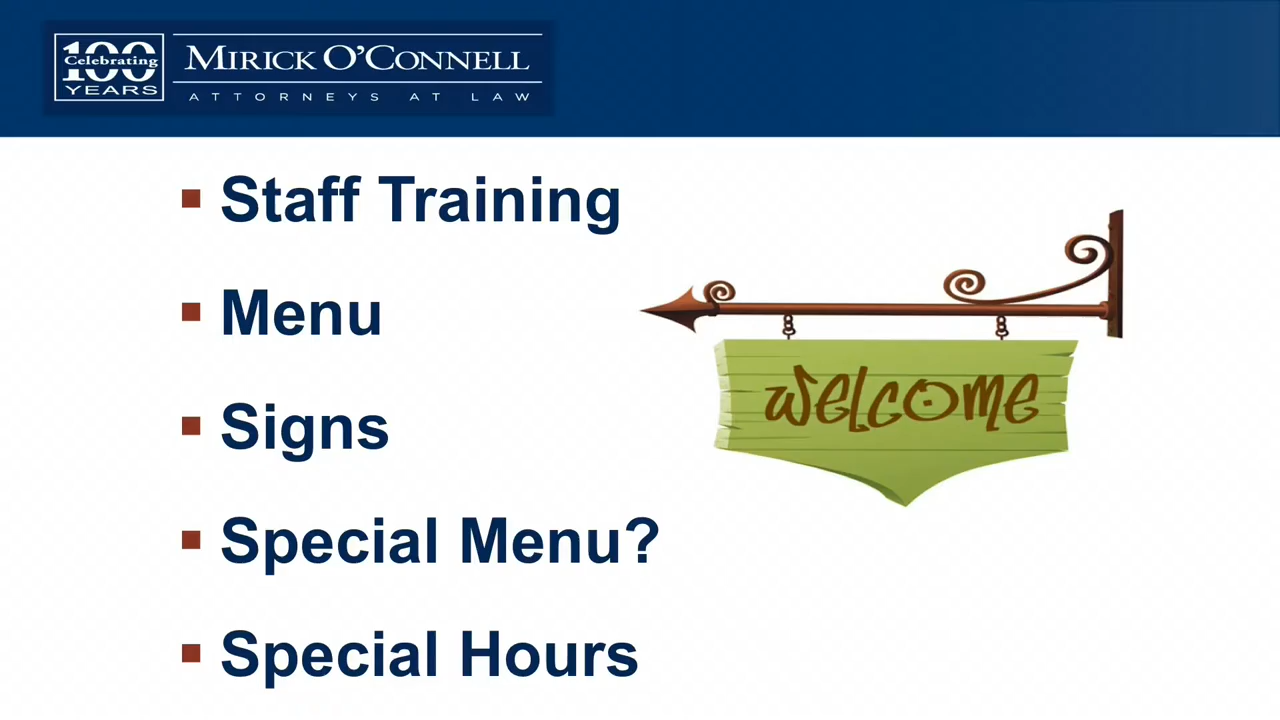 100
Celebrating
YEARS
MIRICK O'CONNELL
ATTORNEYS AT LAW
Staff Training
Menu
Signs
Special Menu?
Special Hours
welcome